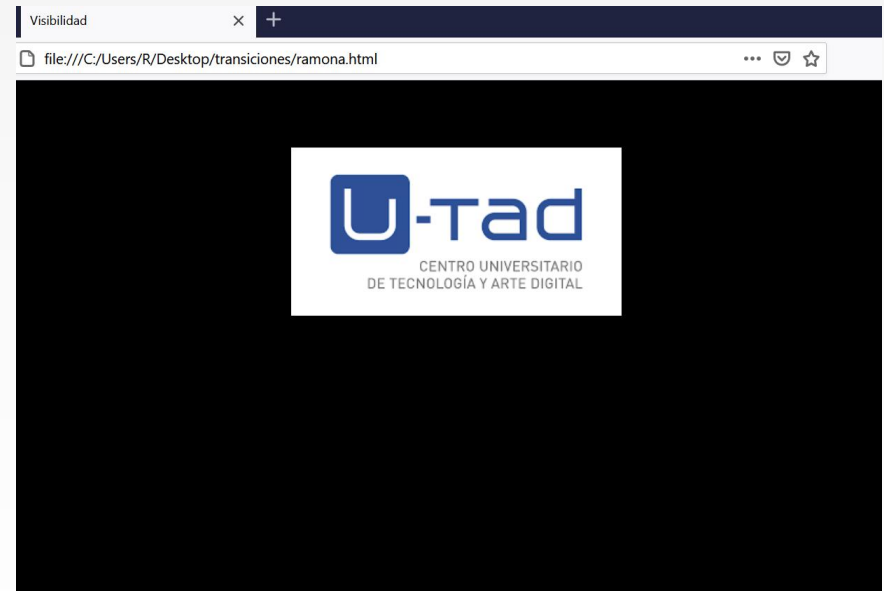 Visibilidad
file:///C:/Users/R/Desktop/transiciones/ramona.html
U-Tad
CENTRO UNIVERSITARIO
DE TECNOLOGÍA Y ARTE DIGITAL